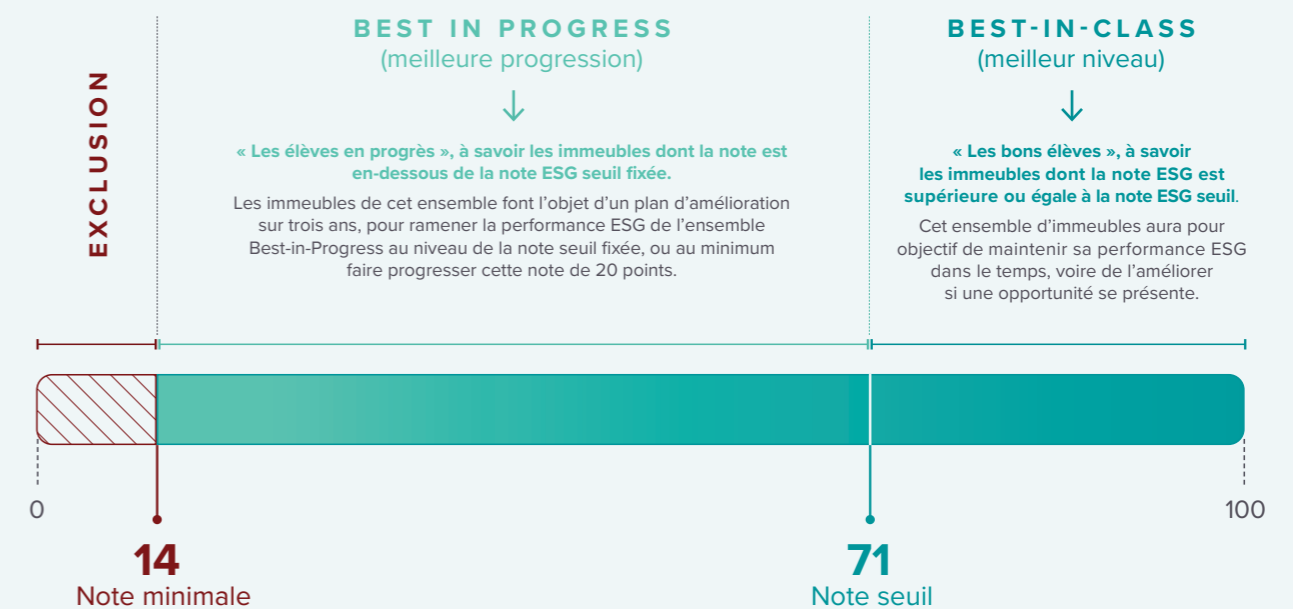 EXCLUSION
BEST IN PROGRESS
(meilleure progression)
« Les élèves en progrès », à savoir les immeubles dont la note est
en-dessous de la note ESG seuil fixée.
Les immeubles de cet ensemble font l'objet d'un plan d'amélioration
sur trois ans, pour ramener la performance ESG de l'ensemble
Best-in-Progress au niveau de la note seuil fixée, ou au minimum
faire progresser cette note de 20 points.
BEST-IN-CLASS
(meilleur niveau)
« Les bons élèves », à savoir
les immeubles dont la note ESG est
supérieure ou égale à la note ESG seuil.
Cet ensemble d'immeubles aura pour
objectif de maintenir sa performance ESG
dans le temps, voire de l'améliorer
si une opportunité se présente.
0
100
14
Note minimale
71
Note seuil